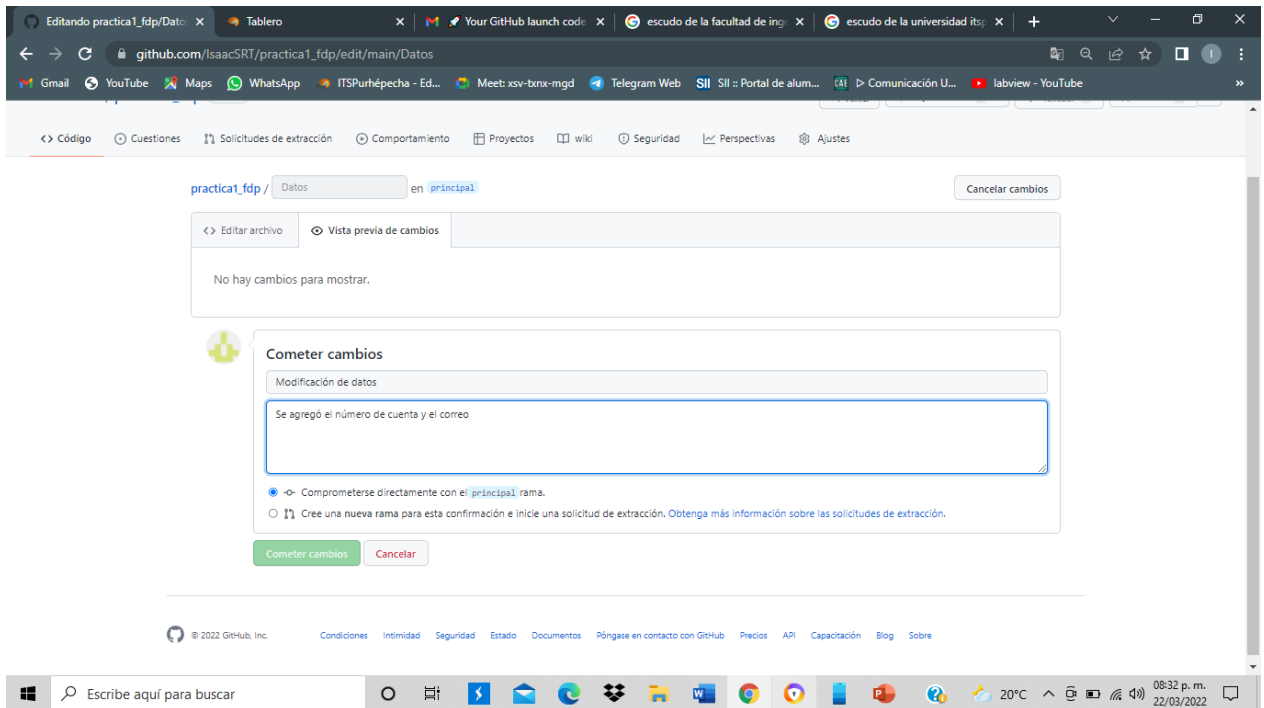 Editando practica1_fdp/Dato
Tablero
Your GitHub launch code
escudo de la facultad de inge
escudo de la universidad itsp
github.com/IsaacSRT/practica1_fdp/edit/main/Datos
Gmail
YouTube
Maps
WhatsApp
ITSPurhépecha - Ed...
Meet: xsv-txnx-mgd
Telegram Web
SII :: Portal de alum...
Comunicación U...
labview - YouTube
»
Código
Cuestiones
Solicitudes de extracción
Comportamiento
Proyectos
wiki
Seguridad
Perspectivas
Ajustes
practica1_fdp / Datos en principal
Cancelar cambios
Editar archivo
Vista previa de cambios
No hay cambios para mostrar.
Cometer cambios
Modificación de datos
Se agregó el número de cuenta y el correo
Comprometerse directamente con el principal rama.
Cree una nueva rama para esta confirmación e inicie una solicitud de extracción. Obtenga más información sobre las solicitudes de extracción.
Cometer cambios
Cancelar
© 2022 GitHub, Inc.
Condiciones
Intimidad
Seguridad
Estado
Documentos
Póngase en contacto con GitHub
Precios
API
Capacitación
Blog
Sobre
Escribe aquí para buscar
20°C
08:32 p. m.
22/03/2022